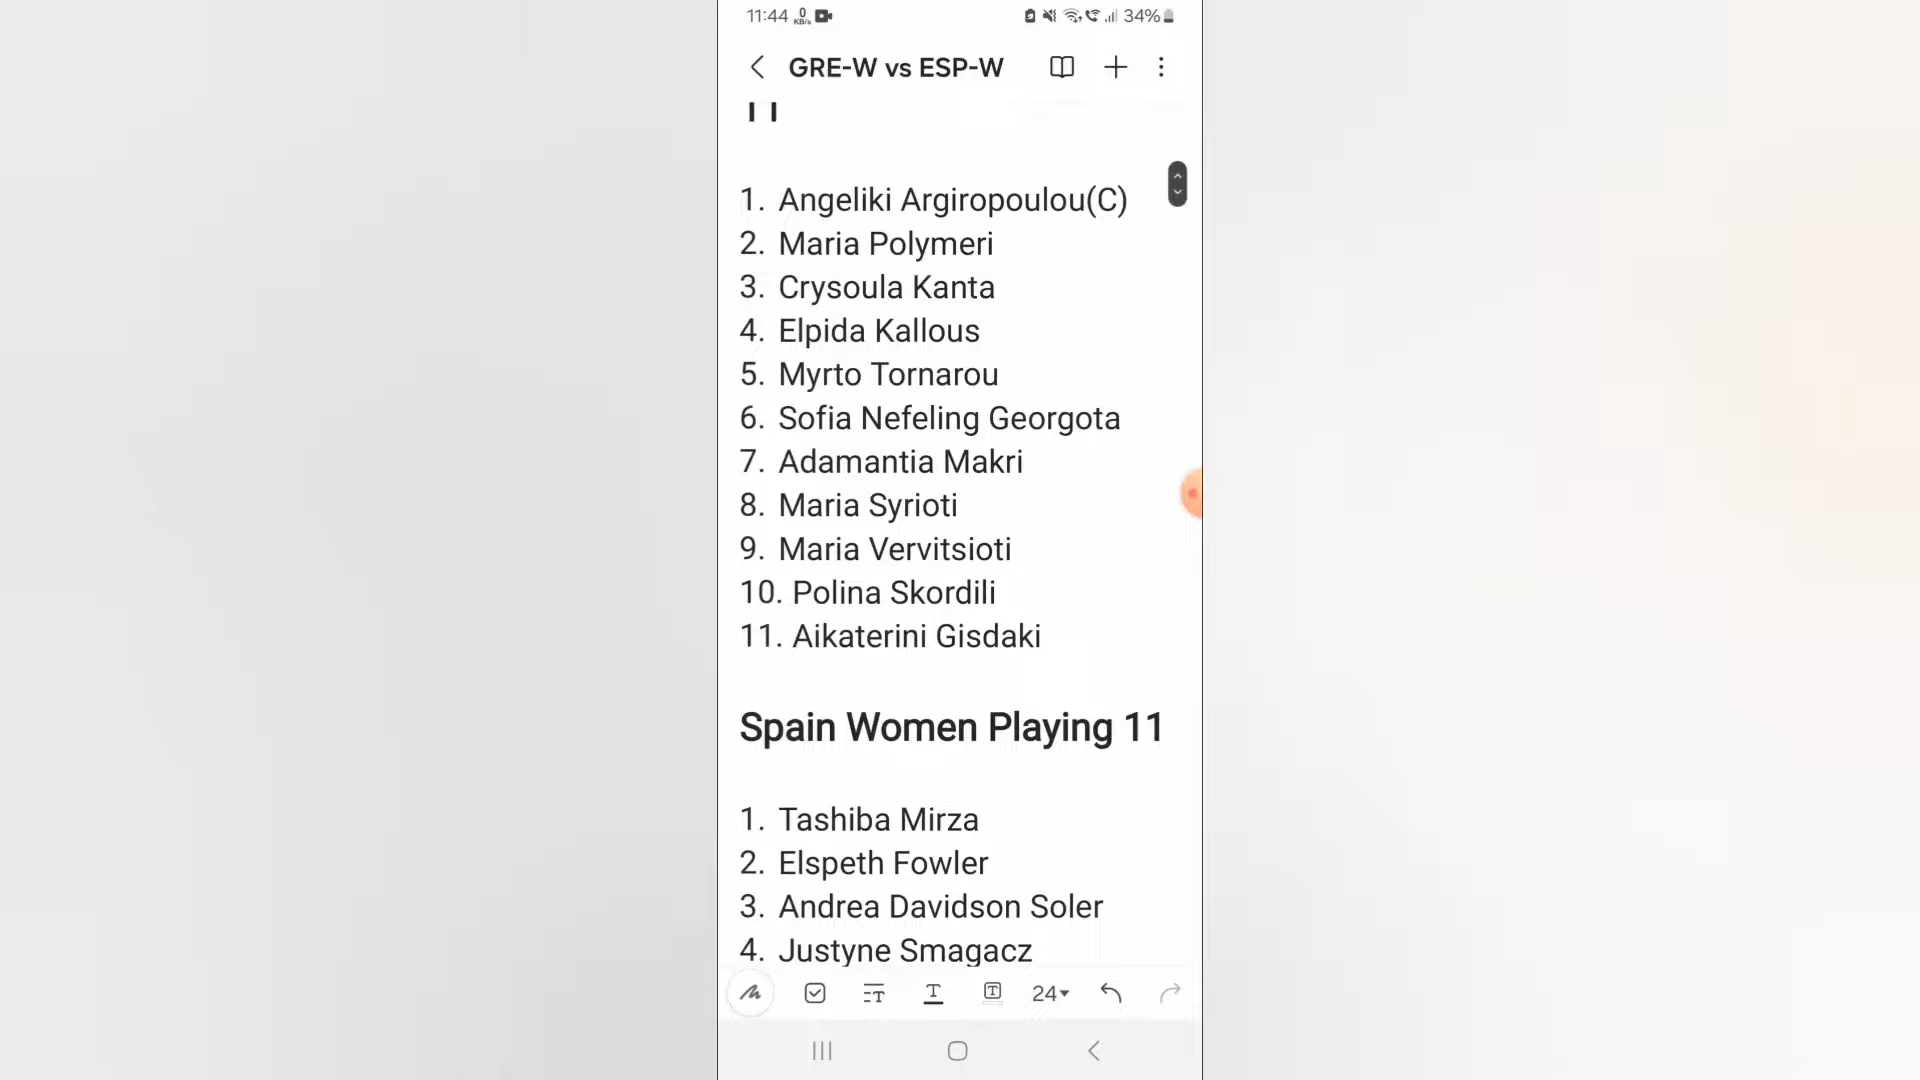 11:44 0 KB/s 34%
GRE-W vs ESP-W
11
1. Angeliki Argiropoulou(C)
2. Maria Polymeri
3. Crysoula Kanta
4. Elpida Kallous
5. Myrto Tornarou
6. Sofia Nefeling Georgota
7. Adamantia Makri
8. Maria Syrioti
9. Maria Vervitsioti
10. Polina Skordili
11. Aikaterini Gisdaki
Spain Women Playing 11
1. Tashiba Mirza
2. Elspeth Fowler
3. Andrea Davidson Soler
4. Justyne Smagacz
24